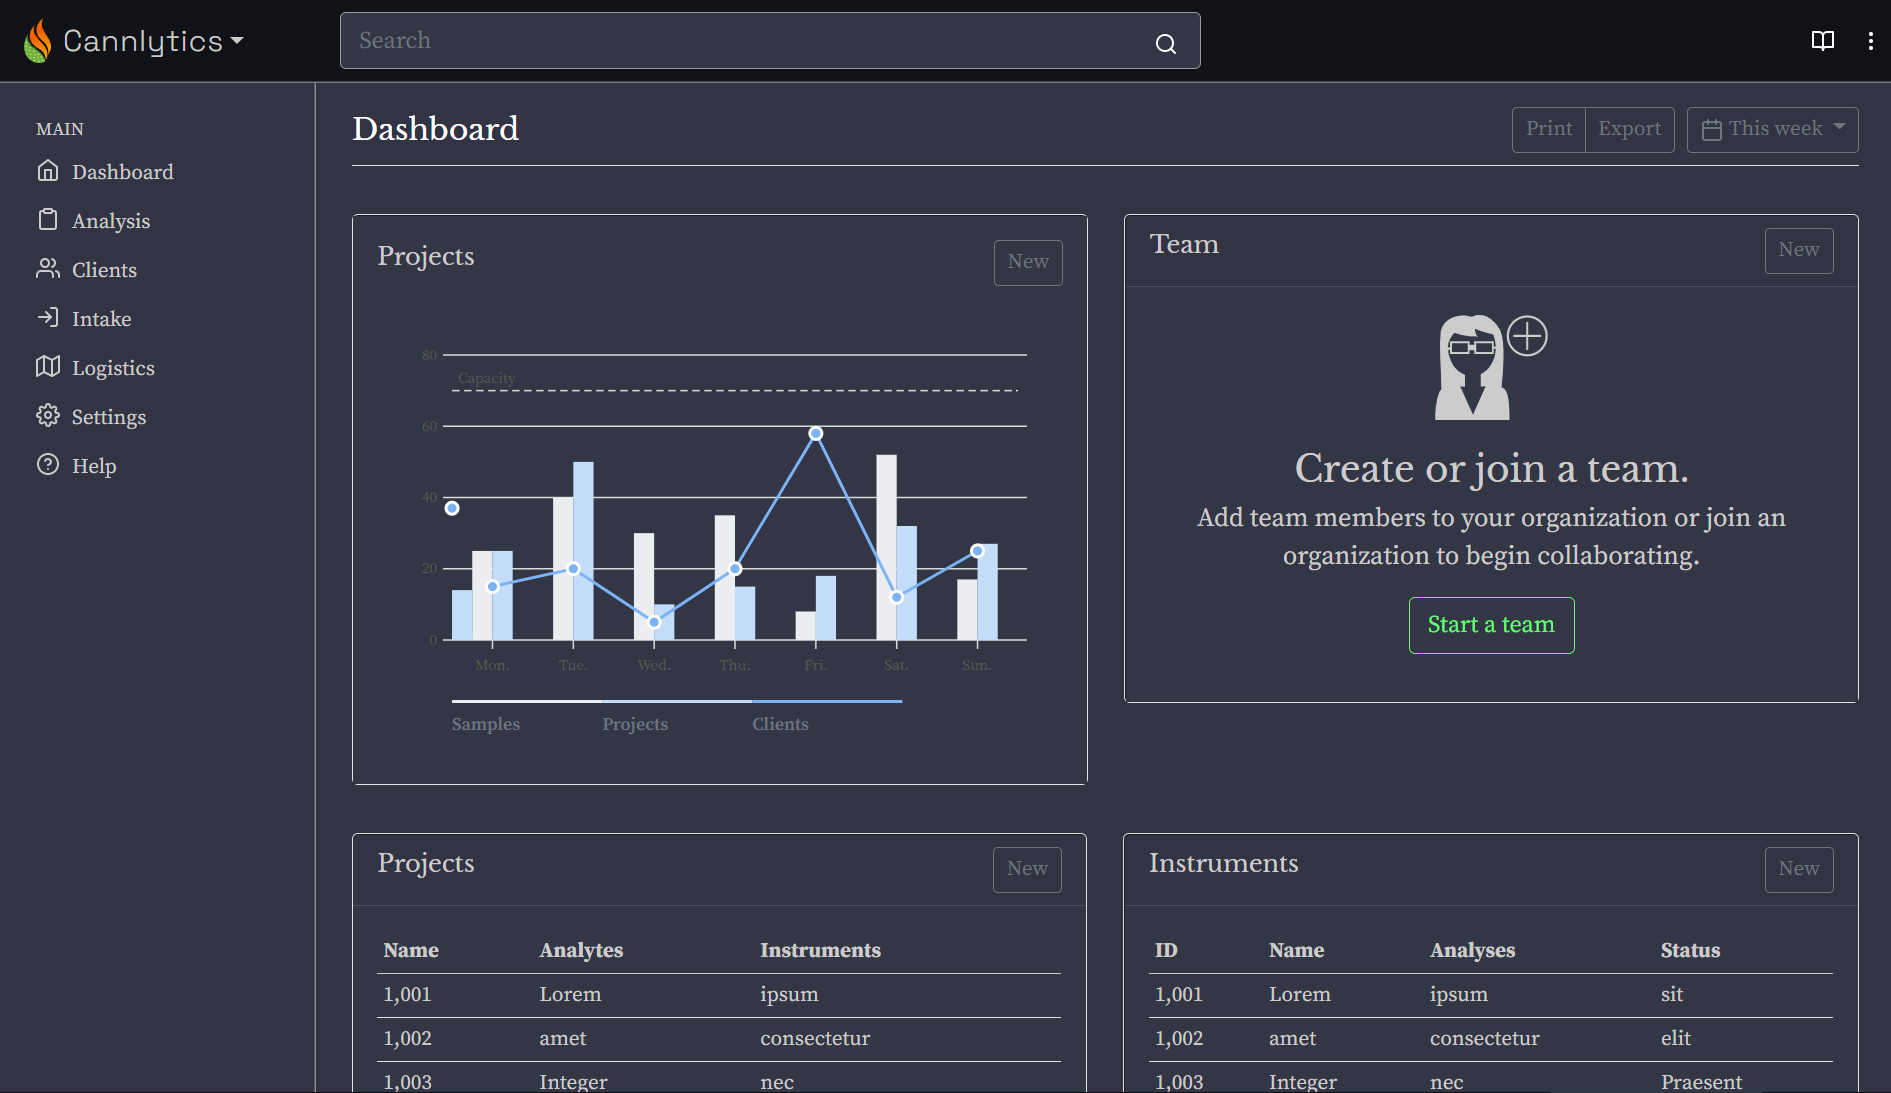 Cannlytics
Search
MAIN
Dashboard
Analysis
Clients
Intake
Logistics
Settings
Help
Dashboard
Print
Export
This week
Projects
New
80
Capacity
60
40
20
0
Mon. Tue. Wed. Thu. Fri. Sat. Sun.
Samples Projects Clients
Team
New
Create or join a team.
Add team members to your organization or join an
organization to begin collaborating.
Start a team
Projects
New
Name Analytes Instruments
1,001 Lorem ipsum
1,002 amet consectetur
1,003 Integer nec
Instruments
New
ID Name Analyses Status
1,001 Lorem ipsum sit
1,002 amet consectetur elit
1,003 Integer nec Praesent